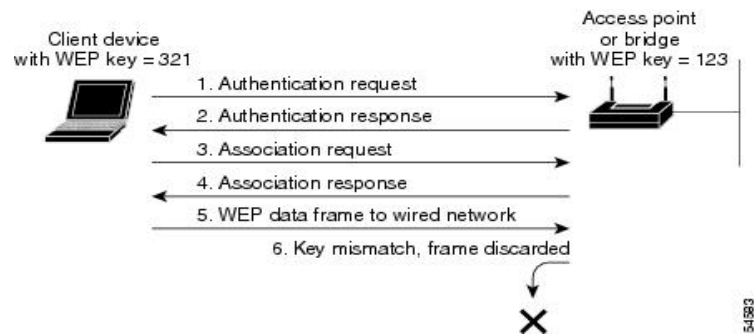 Client device
with WEP key = 321
Access point
or bridge
with WEP key = 123
1. Authentication request
2. Authentication response
3. Association request
4. Association response
5. WEP data frame to wired network
6. Key mismatch, frame discarded
54583